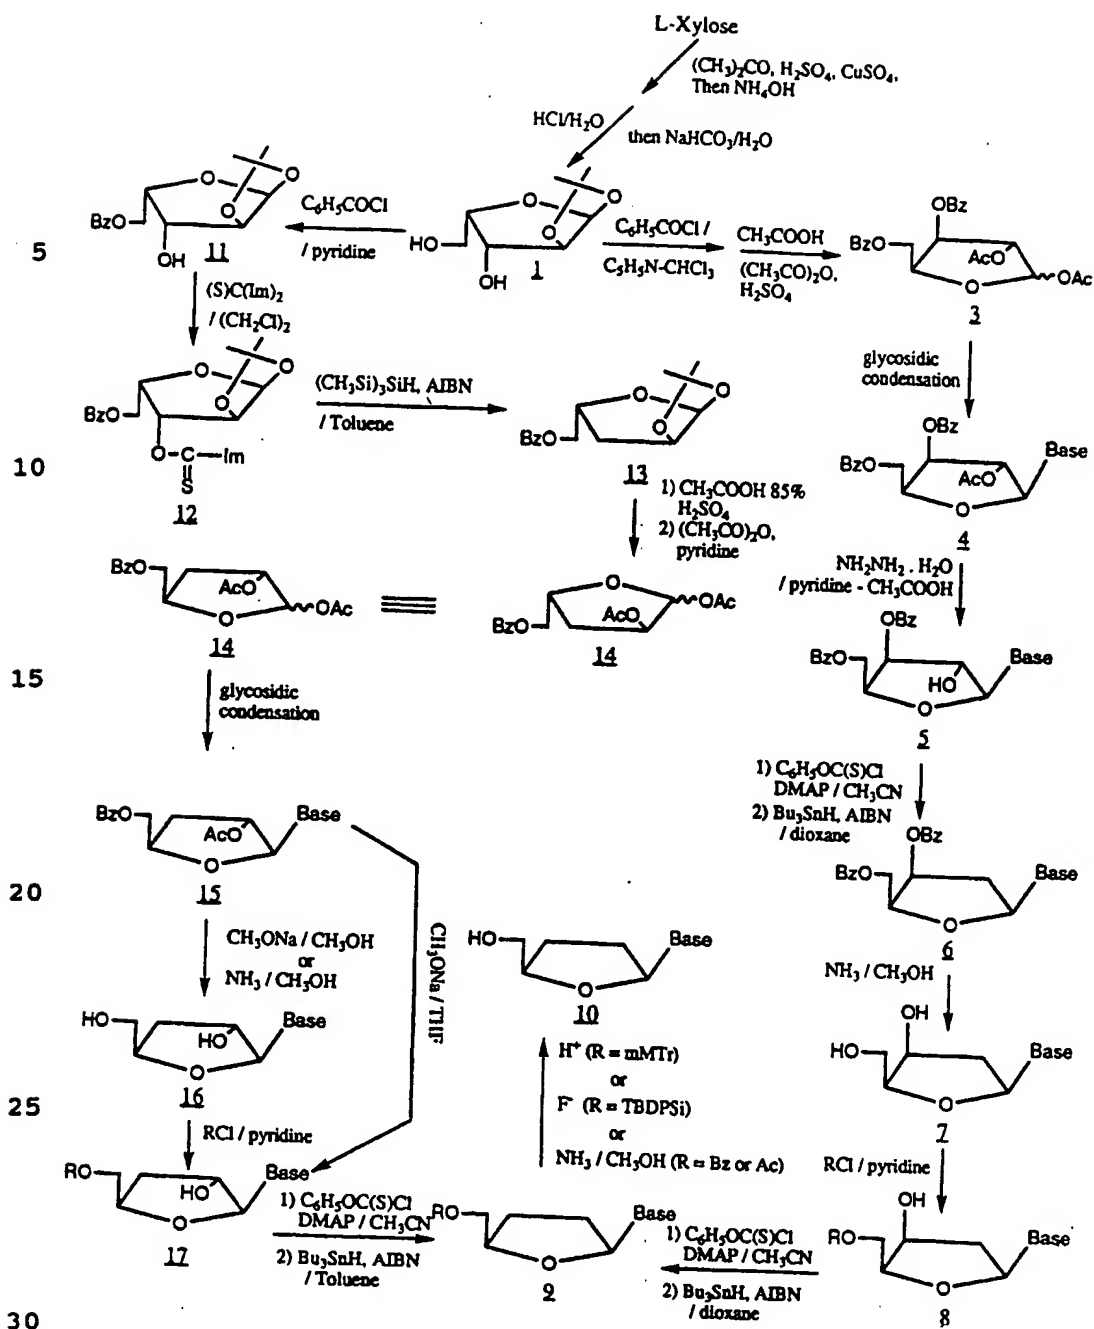 L-Xylose
(CH₃)₂CO, H₂SO₄, CuSO₄,
Then NH₄OH
HCl/H₂O
then NaHCO₃/H₂O
5
O
O
O
BzO
OH
11
C₆H₅COCl
/ pyridine
O
O
O
HO
OH
1
C₆H₅COCl /
C₅H₅N-CHCl₃
CH₃COOH
(CH₃CO)₂O,
H₂SO₄
OBz
BzO
AcO
O
OAc
3
(S)C(Im)₂
/ (CH₂Cl)₂
glycosidic
condensation
O
O
O
BzO
O-C-Im
S
12
(CH₃Si)₃SiH, AIBN
/ Toluene
O
O
O
BzO
13
10
OBz
BzO
AcO
Base
O
4
1) CH₃COOH 85%
H₂SO₄
2) (CH₃CO)₂O,
pyridine
NH₂NH₂ . H₂O
/ pyridine - CH₃COOH
BzO
AcO
O
OAc
14
O
BzO
AcO
OAc
14
OBz
BzO
HO
Base
O
5
15
glycosidic
condensation
1) C₆H₅OC(S)Cl
DMAP / CH₃CN
2) Bu₃SnH, AIBN
/ dioxane
BzO
AcO
Base
O
15
OBz
BzO
Base
O
6
20
CH₃ONa / CH₃OH
or
NH₃ / CH₃OH
CH₃ONa / THF
HO
Base
O
10
NH₃ / CH₃OH
HO
HO
Base
O
16
H⁺ (R = mMTr)
or
F⁻ (R = TBDPSi)
or
NH₃ / CH₃OH (R = Bz or Ac)
OH
HO
Base
O
7
25
RCl / pyridine
RCl / pyridine
RO
HO
Base
O
17
1) C₆H₅OC(S)Cl
DMAP / CH₃CN
2) Bu₃SnH, AIBN
/ Toluene
RO
Base
O
9
1) C₆H₅OC(S)Cl
DMAP / CH₃CN
2) Bu₃SnH, AIBN
/ dioxane
OH
RO
Base
O
8
30